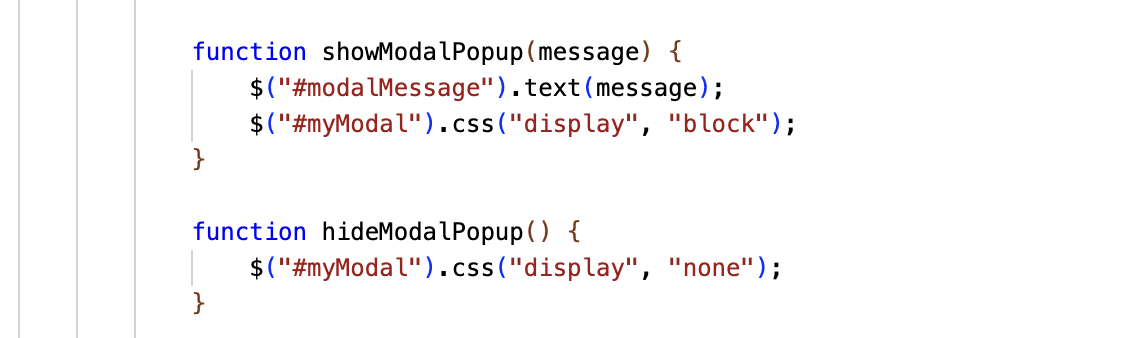 function showModalPopup(message) {
    $("#modalMessage").text(message);
    $("#myModal").css("display", "block");
}

function hideModalPopup() {
    $("#myModal").css("display", "none");
}